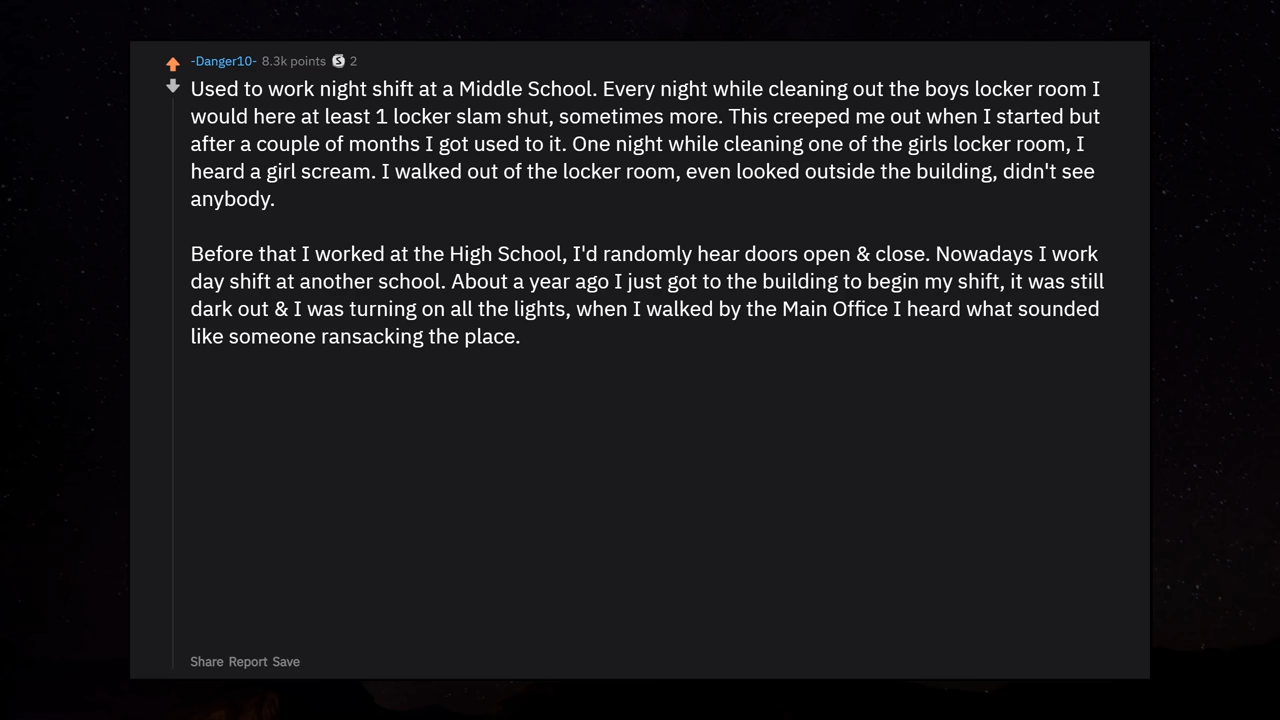 -Danger10- 8.3k points S 2
Used to work night shift at a Middle School. Every night while cleaning out the boys locker room I
would here at least 1 locker slam shut, sometimes more. This creeped me out when I started but
after a couple of months I got used to it. One night while cleaning one of the girls locker room, I
heard a girl scream. I walked out of the locker room, even looked outside the building, didn't see
anybody.
Before that I worked at the High School, I'd randomly hear doors open & close. Nowadays I work
day shift at another school. About a year ago I just got to the building to begin my shift, it was still
dark out & I was turning on all the lights, when I walked by the Main Office I heard what sounded
like someone ransacking the place.
Share Report Save